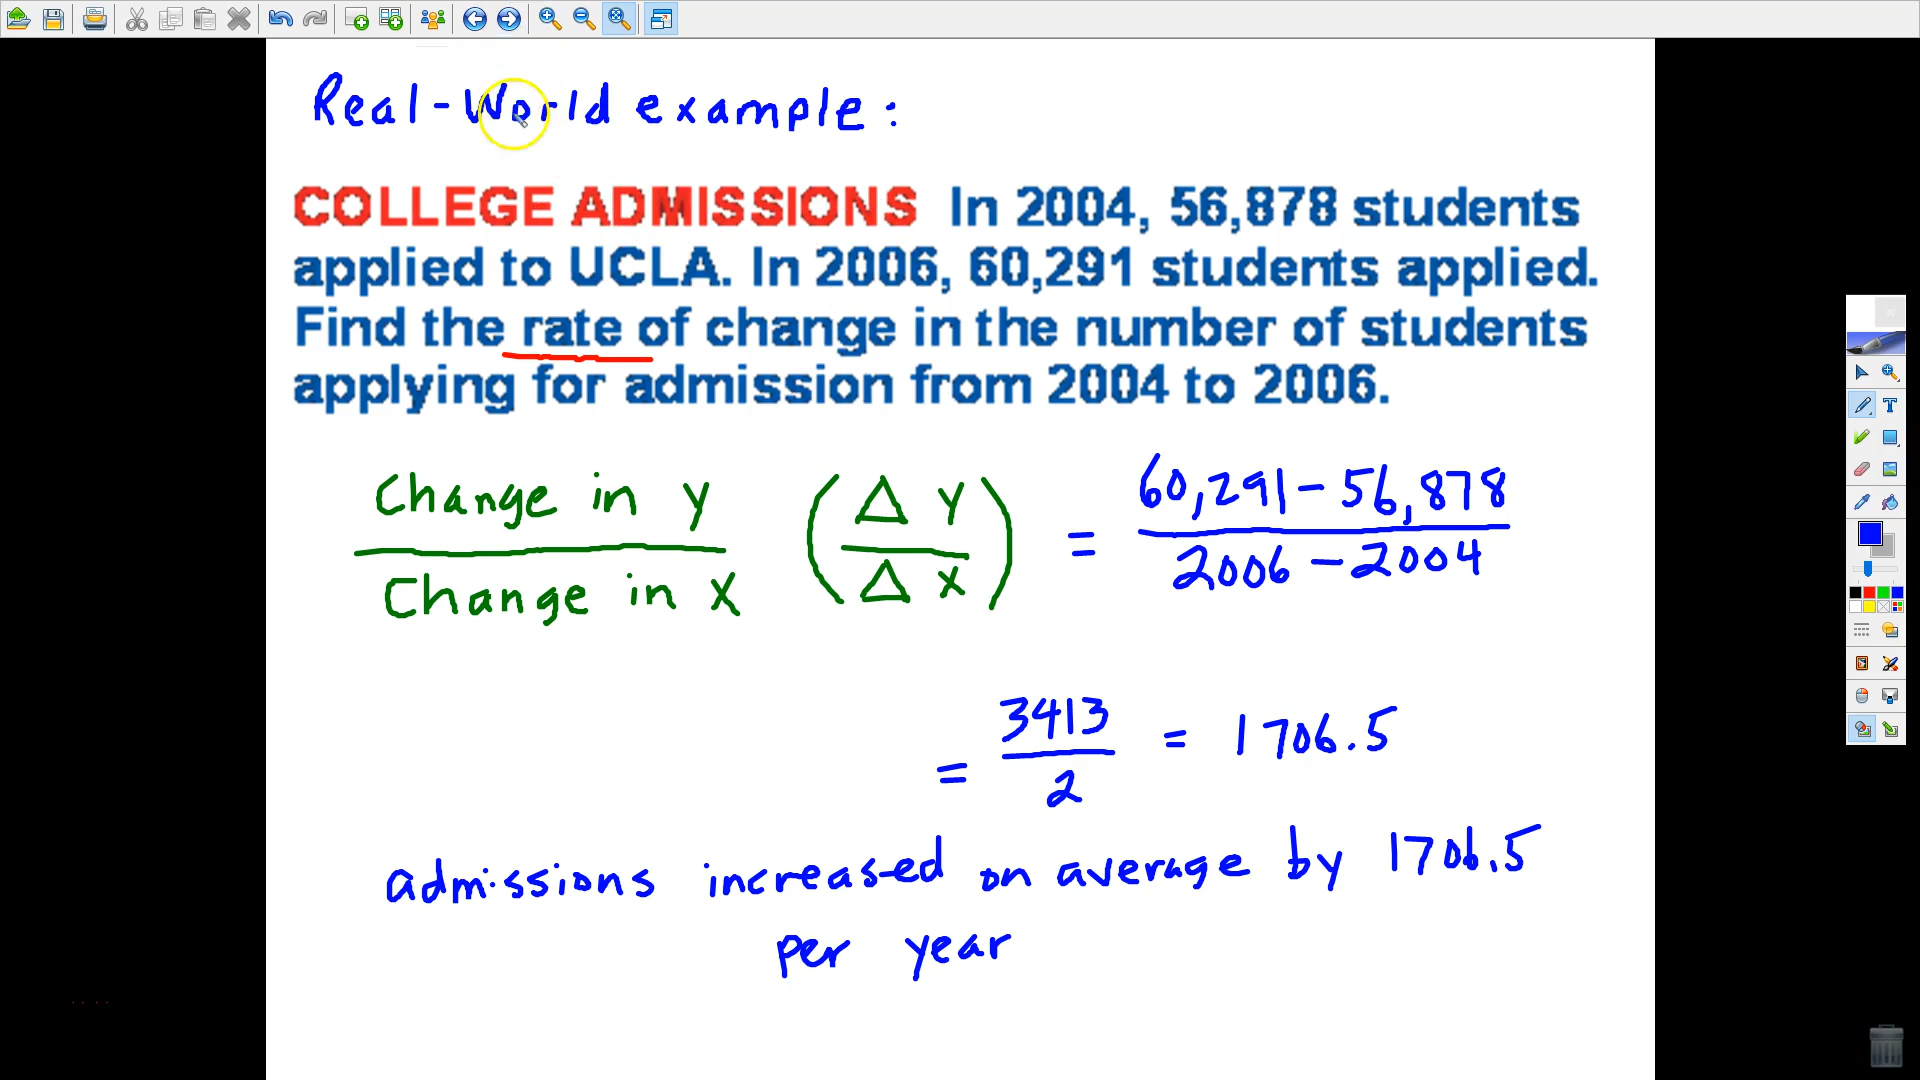 Real-World example:
COLLEGE ADMISSIONS In 2004, 56,878 students
applied to UCLA. In 2006, 60,291 students applied.
Find the rate of change in the number of students
applying for admission from 2004 to 2006.
Change in y
Change in x
(Δ y
Δ x)
=
60,291 - 56,878
2006 - 2004
=
3413
2
= 1706.5
admissions increased on average by 1706.5
per year
T